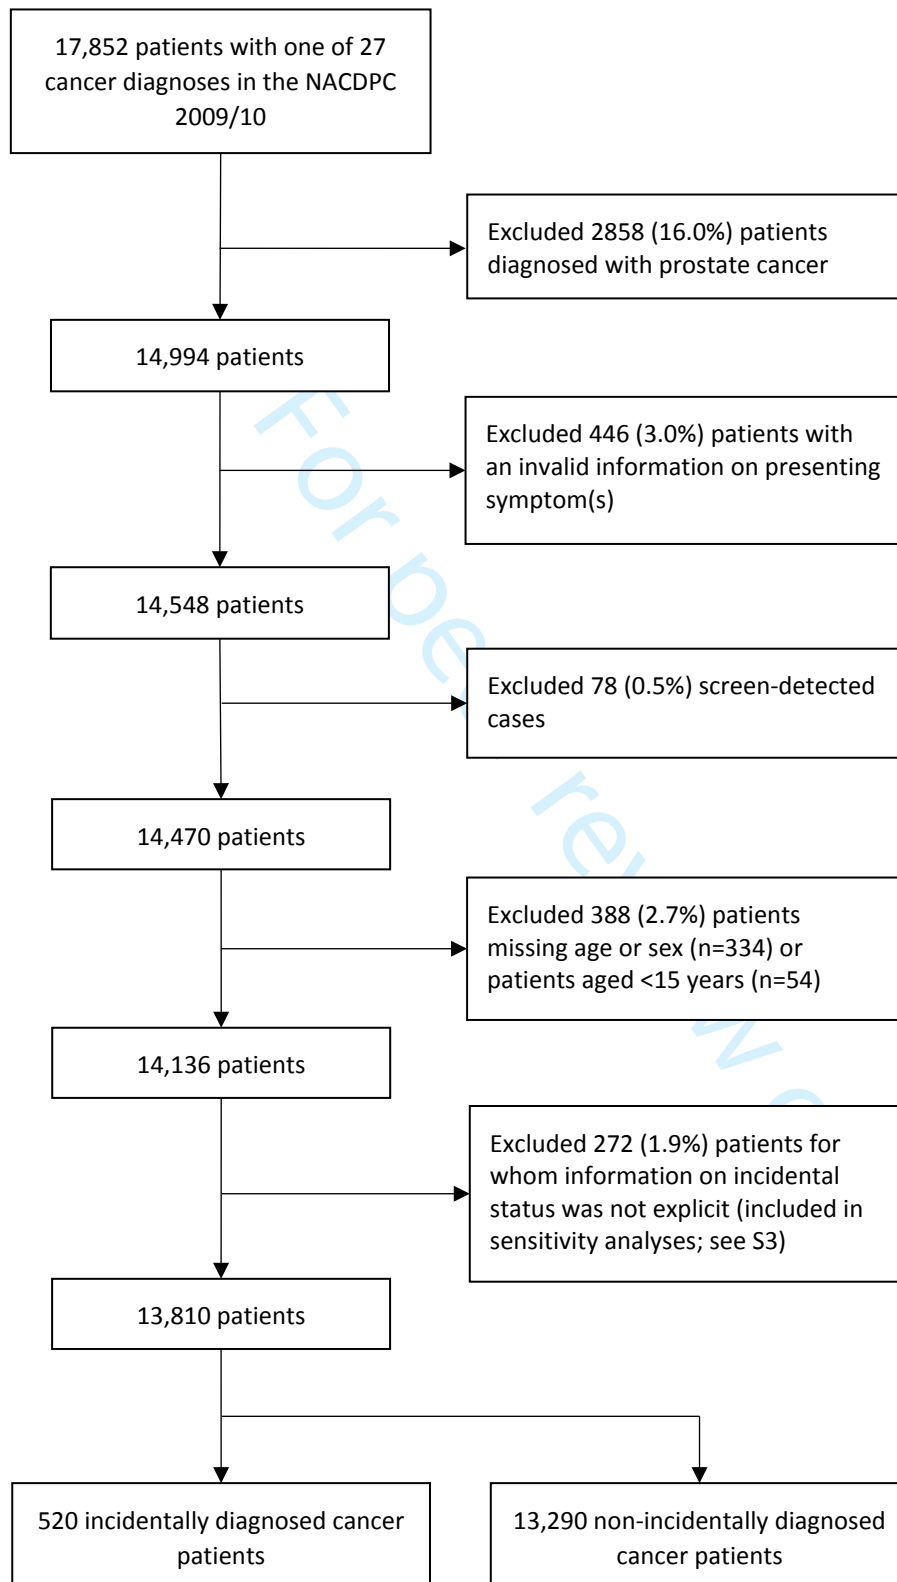 17,852 patients with one of 27
cancer diagnoses in the NACDPC
2009/10
Excluded 2858 (16.0%) patients
diagnosed with prostate cancer
14,994 patients
Excluded 446 (3.0%) patients with
an invalid information on presenting
symptom(s)
14,548 patients
Excluded 78 (0.5%) screen-detected
cases
14,470 patients
Excluded 388 (2.7%) patients
missing age or sex (n=334) or
patients aged <15 years (n=54)
14,136 patients
Excluded 272 (1.9%) patients for
whom information on incidental
status was not explicit (included in
sensitivity analyses; see S3)
13,810 patients
520 incidentally diagnosed cancer
patients
13,290 non-incidentally diagnosed
cancer patients
For